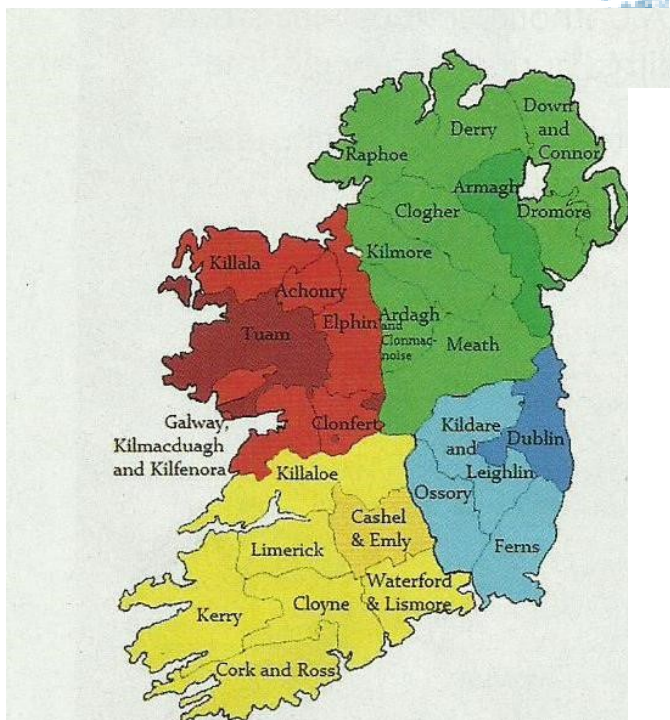 Down
and
Connor
Derry
Raphoe
Armagh
Clogher
Dromore
Kilmore
Killala
Achonry
Elphin
Ardagh
and
Clonmac-
noise
Tuam
Meath
Galway,
Kilmacduagh
and Kilfenora
Clonfert
Kildare
and
Leighlin
Dublin
Killaloe
Ossory
Cashel
& Emly
Limerick
Ferns
Waterford
& Lismore
Kerry
Cloyne
Cork and Ross